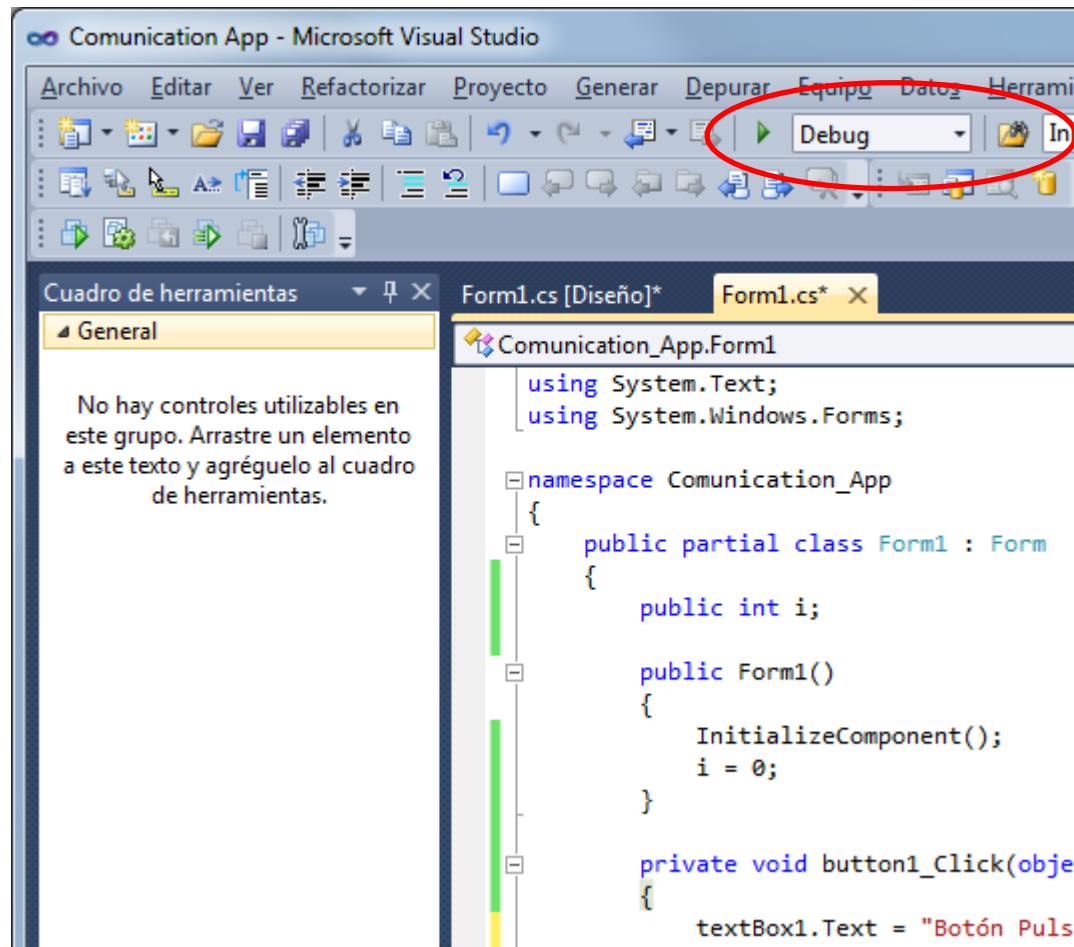 Comunication App - Microsoft Visual Studio
Archivo Editar Ver Refactorizar Proyecto Generar Depurar Equipo Datos Herrami
Debug In
Cuadro de herramientas
General
No hay controles utilizables en
este grupo. Arrastre un elemento
a este texto y agréguelo al cuadro
de herramientas.
Form1.cs [Diseño]* Form1.cs*
Comunication_App.Form1
using System.Text;
using System.Windows.Forms;
namespace Comunication_App
{
public partial class Form1 : Form
{
public int i;
public Form1()
{
InitializeComponent();
i = 0;
}
private void button1_Click(obje
{
textBox1.Text = "Botón Puls